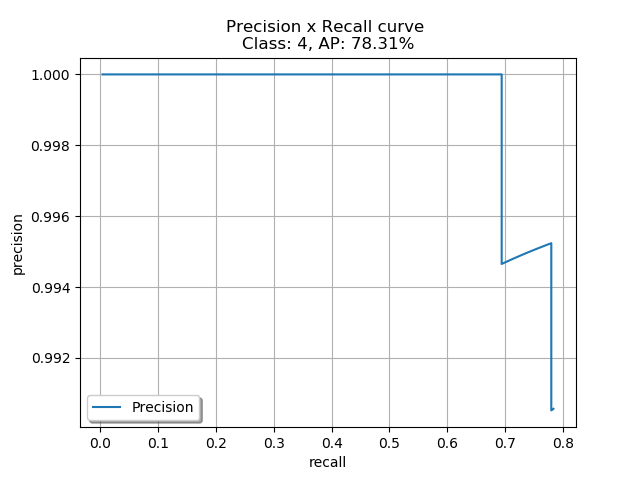 Precision x Recall curve
Class: 4, AP: 78.31%
1.000
0.998
0.996
0.994
0.992
precision
Precision
0.0 0.1 0.2 0.3 0.4 0.5 0.6 0.7 0.8
recall